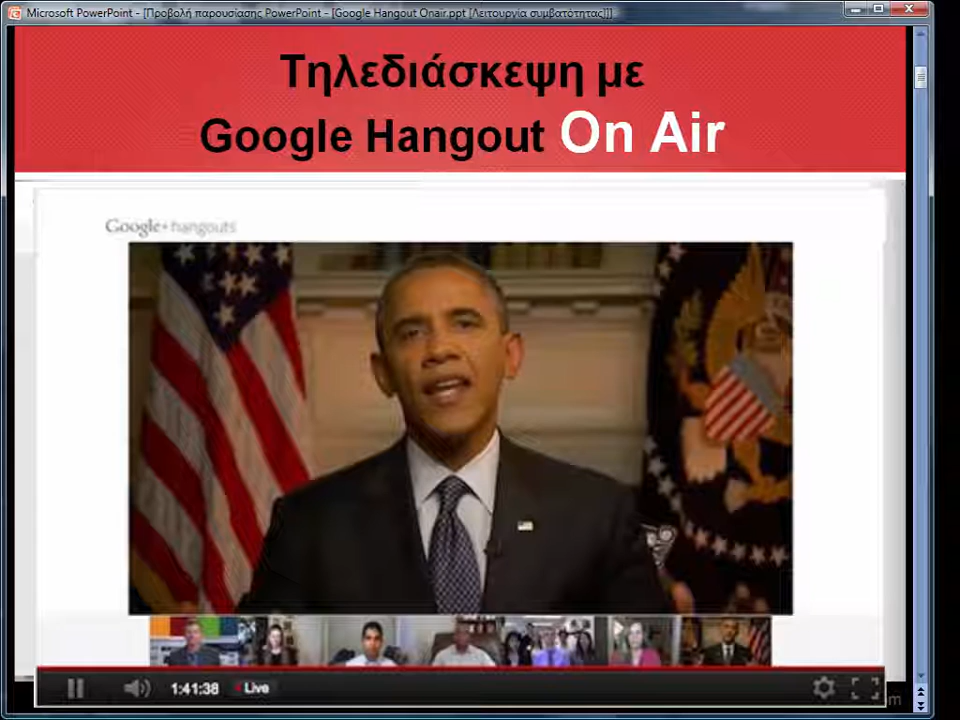 Microsoft PowerPoint - [Προβολή παρουσίασης PowerPoint - [Google Hangout Onair.ppt [Λειτουργία συμβατότητας]]]
Τηλεδιάσκεψη με
Google Hangout On Air
Google+ hangouts
1:41:38 Live
om